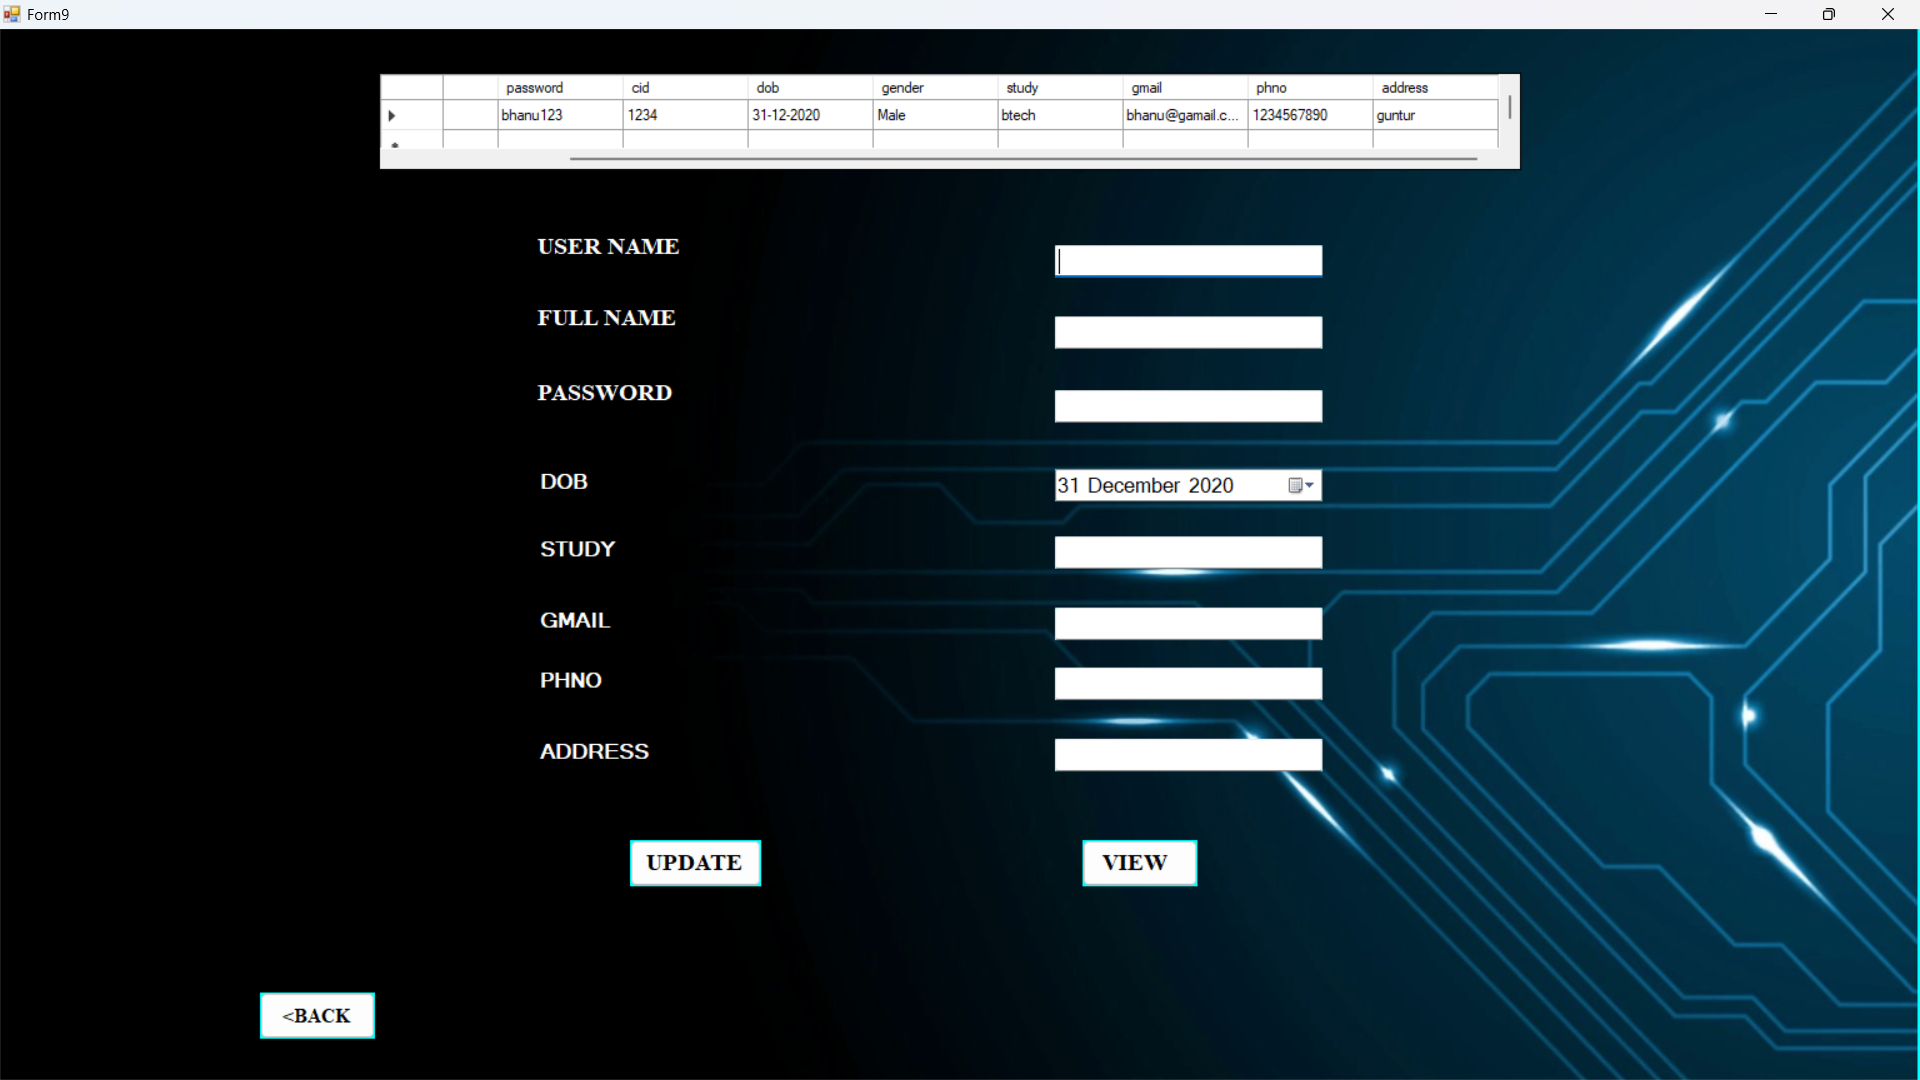 Form9
password cid dob gender study gmail phno address
bhanu123 1234 31-12-2020 Male btech bhanu@gamail.c... 1234567890 guntur
USER NAME
FULL NAME
PASSWORD
DOB 31 December 2020
STUDY
GMAIL
PHNO
ADDRESS
UPDATE VIEW
<BACK